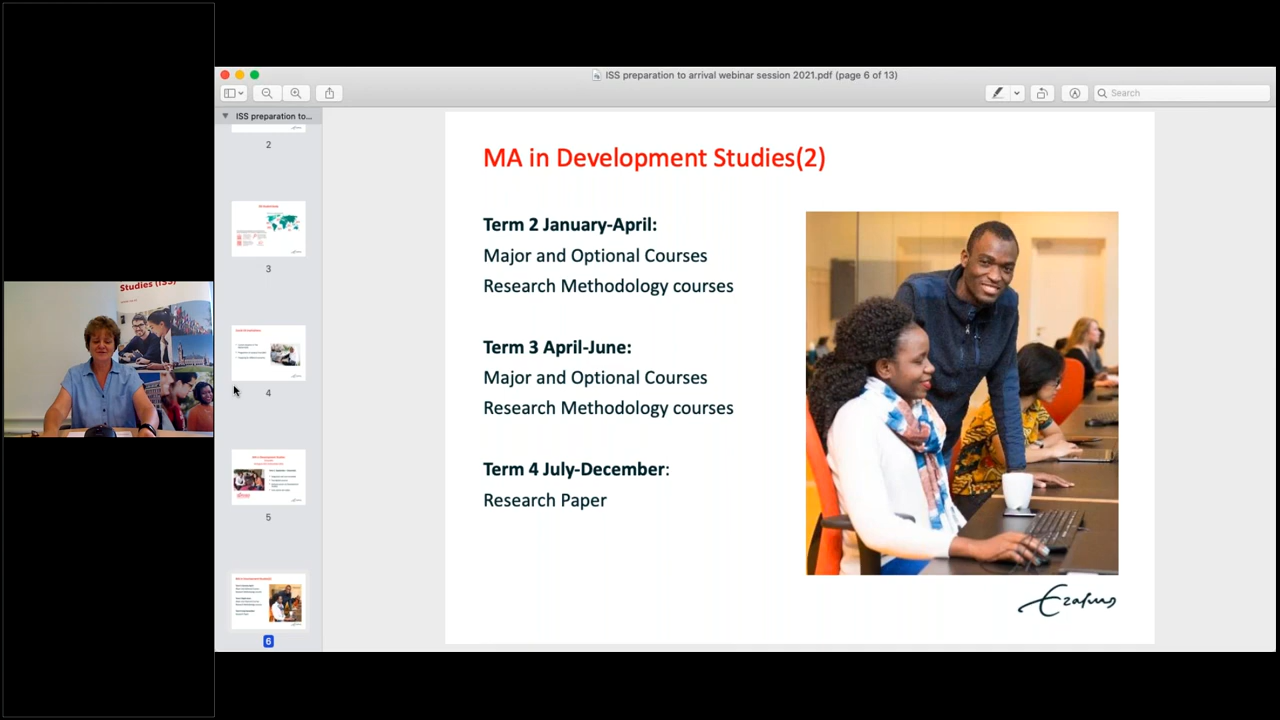 ISS preparation to arrival webinar session 2021.pdf (page 6 of 13)
Search
ISS preparation to...
2
3
4
5
6
Studies (ISS)
MA in Development Studies(2)
Term 2 January-April:
Major and Optional Courses
Research Methodology courses
Term 3 April-June:
Major and Optional Courses
Research Methodology courses
Term 4 July-December:
Research Paper
Erasmus